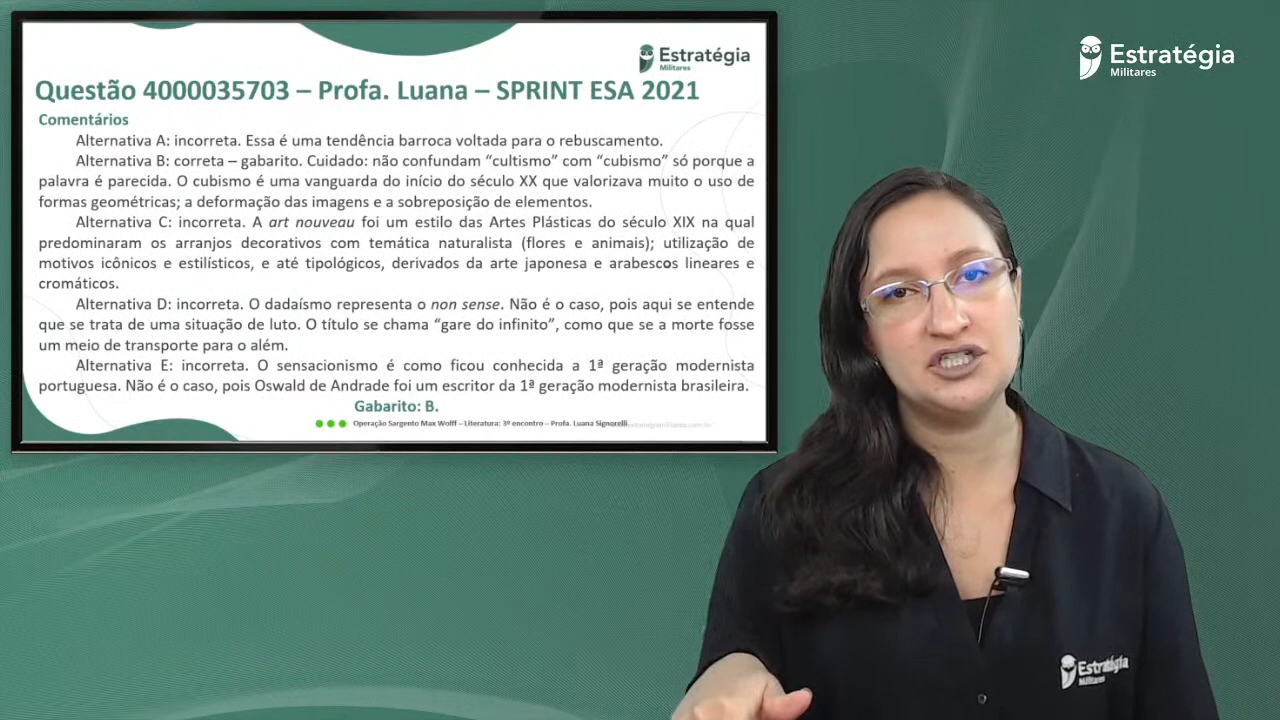 Estratégia
Militares
Estratégia
Militares
Questão 4000035703 – Profa. Luana – SPRINT ESA 2021
Comentários
Alternativa A: incorreta. Essa é uma tendência barroca voltada para o rebuscamento.
Alternativa B: correta – gabarito. Cuidado: não confundam “cultismo” com “cubismo” só porque a
palavra é parecida. O cubismo é uma vanguarda do início do século XX que valorizava muito o uso de
formas geométricas; a deformação das imagens e a sobreposição de elementos.
Alternativa C: incorreta. A art nouveau foi um estilo das Artes Plásticas do século XIX na qual
predominaram os arranjos decorativos com temática naturalista (flores e animais); utilização de
motivos icônicos e estilísticos, e até tipológicos, derivados da arte japonesa e arabescos lineares e
cromáticos.
Alternativa D: incorreta. O dadaísmo representa o non sense. Não é o caso, pois aqui se entende
que se trata de uma situação de luto. O título se chama “gare do infinito”, como que se a morte fosse
um meio de transporte para o além.
Alternativa E: incorreta. O sensacionismo é como ficou conhecida a 1ª geração modernista
portuguesa. Não é o caso, pois Oswald de Andrade foi um escritor da 1ª geração modernista brasileira.
Gabarito: B.
Operação Sargento Max Wolff – Literatura: 3º encontro – Profa. Luana Signorelli
Estratégia
Militares